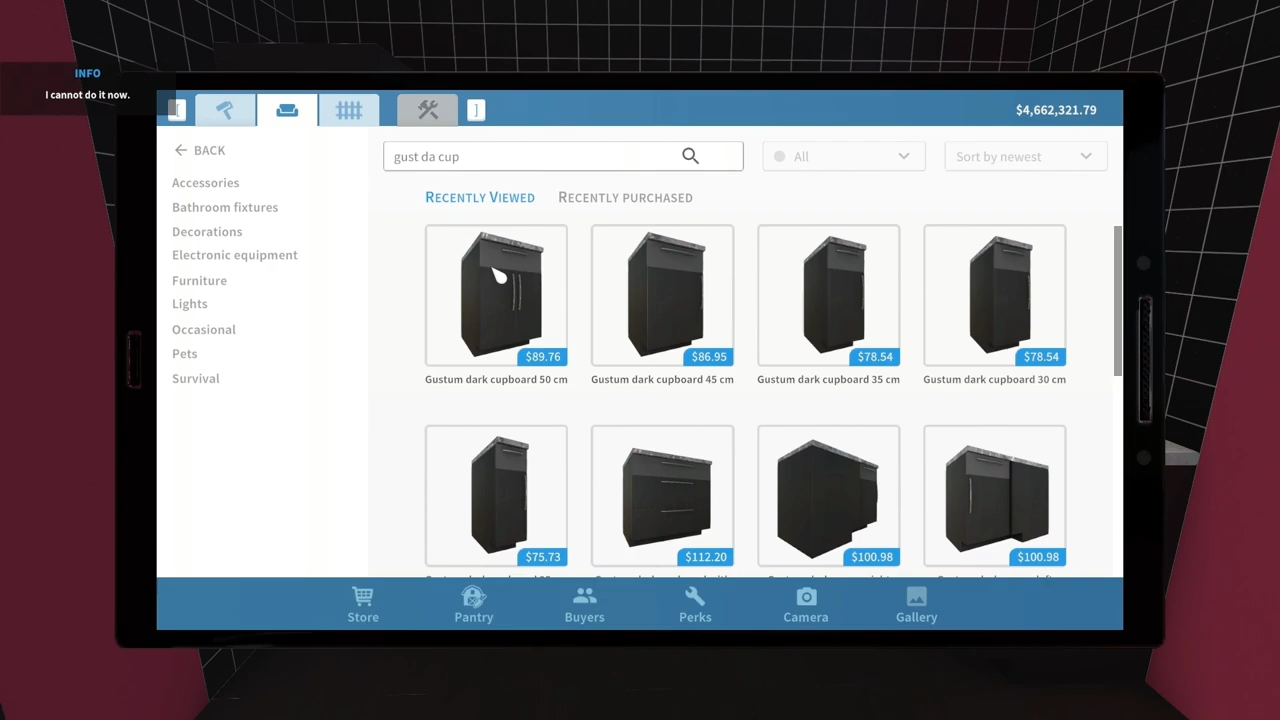 INFO
I cannot do it now.
[
]
$4,662,321.79
BACK
gust da cup
All
Sort by newest
Accessories
Bathroom fixtures
Decorations
Electronic equipment
Furniture
Lights
Occasional
Pets
Survival
RECENTLY VIEWED
RECENTLY PURCHASED
$89.76
$86.95
$78.54
$78.54
Gustum dark cupboard 50 cm
Gustum dark cupboard 45 cm
Gustum dark cupboard 35 cm
Gustum dark cupboard 30 cm
$75.73
$112.20
$100.98
$100.98
Store
Pantry
Buyers
Perks
Camera
Gallery